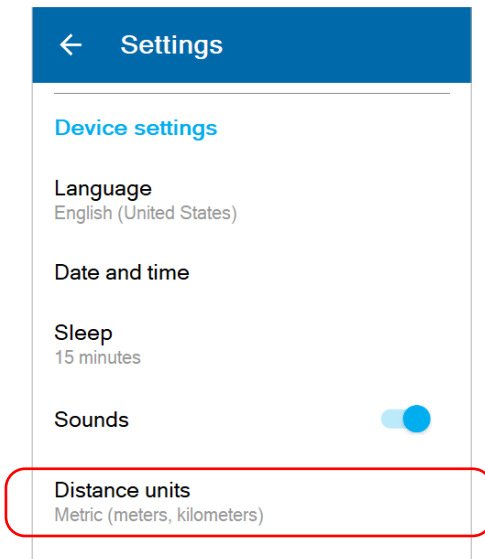 Settings
Device settings
Language
English (United States)
Date and time
Sleep
15 minutes
Sounds
Distance units
Metric (meters, kilometers)